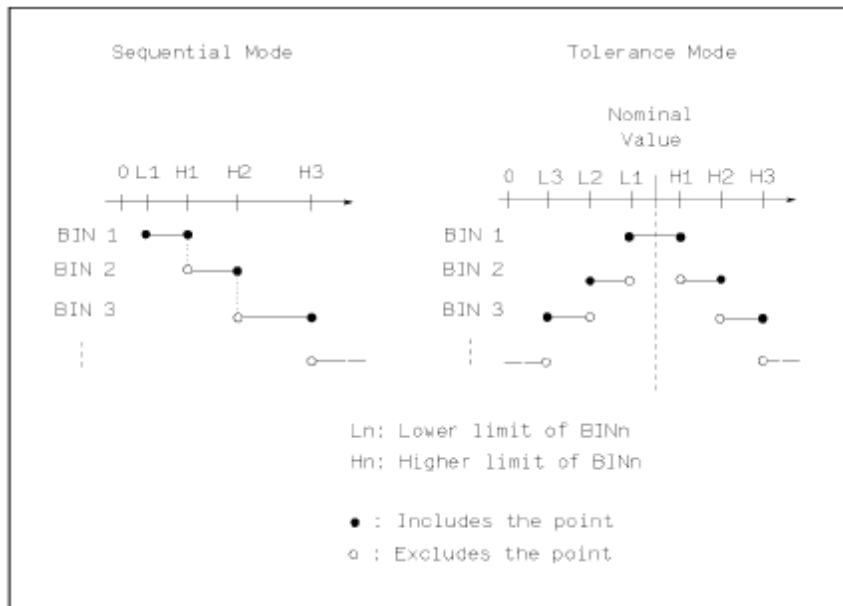 Sequential Mode
Tolerance Mode
Nominal
Value
0 L1 H1 H2 H3
0 L3 L2 L1 H1 H2 H3
BIN 1
BIN 1
BIN 2
BIN 2
BIN 3
BIN 3
Ln: Lower limit of BINn
Hn: Higher limit of BINn
● : Includes the point
○ : Excludes the point